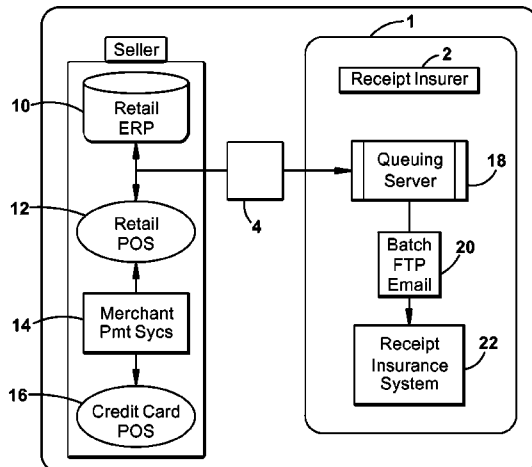 Seller
10
Retail
ERP
12
Retail
POS
14
Merchant
Pmt Sycs
16
Credit Card
POS
4
1
2
Receipt Insurer
Queuing
Server
18
Batch
FTP
Email
20
Receipt
Insurance
System
22